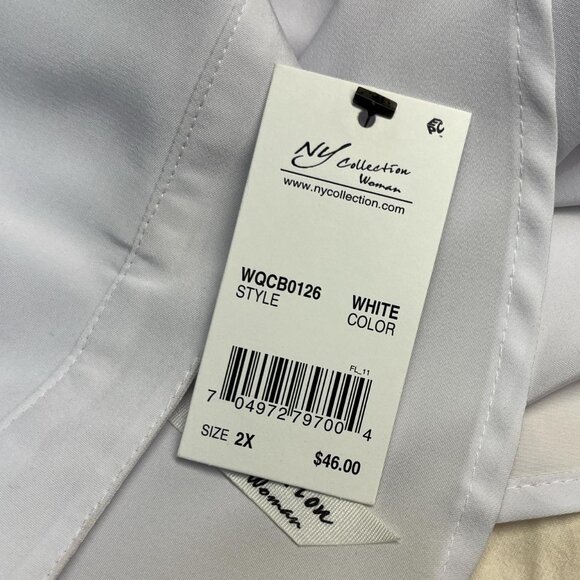 NY Collection
Woman
www.nycollection.com
WQCB0126 WHITE
STYLE COLOR
FL_11
7 04972 79700 4
SIZE 2X $46.00
Woman